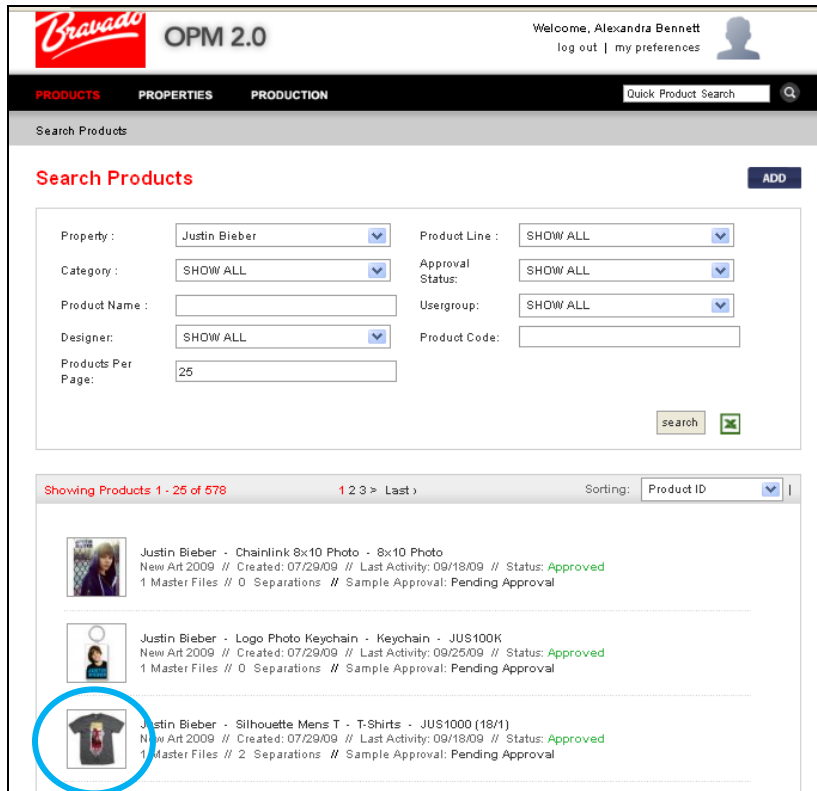 Bravado
OPM 2.0
Welcome, Alexandra Bennett
log out | my preferences
PRODUCTS PROPERTIES PRODUCTION
Quick Product Search
Search Products
Search Products
ADD
Property : Justin Bieber
Product Line : SHOW ALL
Category : SHOW ALL
Approval Status: SHOW ALL
Product Name :
Usergroup: SHOW ALL
Designer: SHOW ALL
Product Code:
Products Per Page: 25
search
Showing Products 1 - 25 of 578
1 2 3 > Last ›
Sorting: Product ID |
Justin Bieber - Chainlink 8x10 Photo - 8x10 Photo
New Art 2009 // Created: 07/29/09 // Last Activity: 09/18/09 // Status: Approved
1 Master Files // 0 Separations // Sample Approval: Pending Approval
Justin Bieber - Logo Photo Keychain - Keychain - JUS100K
New Art 2009 // Created: 07/29/09 // Last Activity: 09/25/09 // Status: Approved
1 Master Files // 0 Separations // Sample Approval: Pending Approval
Justin Bieber - Silhouette Mens T - T-Shirts - JUS1000 (18/1)
New Art 2009 // Created: 07/29/09 // Last Activity: 09/18/09 // Status: Approved
1 Master Files // 2 Separations // Sample Approval: Pending Approval